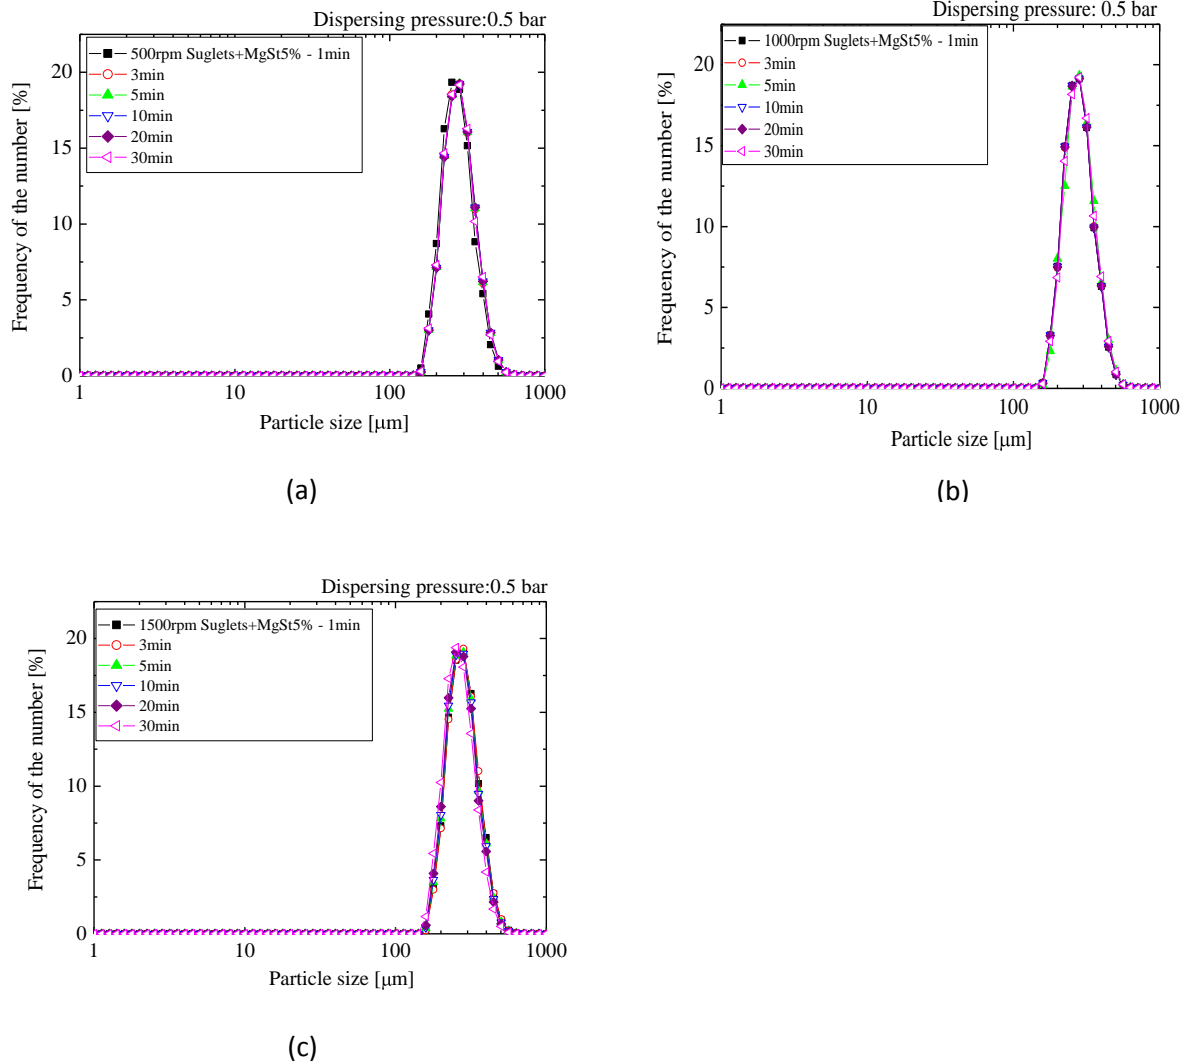 Dispersing pressure:0.5 bar
500rpm Suglets+MgSt5% - 1min
3min
5min
10min
20min
30min
Frequency of the number [%]
20
15
10
5
0
1
10
100
1000
Particle size [μm]
(a)
Dispersing pressure: 0.5 bar
1000rpm Suglets+MgSt5% - 1min
3min
5min
10min
20min
30min
Frequency of the number [%]
20
15
10
5
0
1
10
100
1000
Particle size [μm]
(b)
Dispersing pressure:0.5 bar
1500rpm Suglets+MgSt5% - 1min
3min
5min
10min
20min
30min
Frequency of the number [%]
20
15
10
5
0
1
10
100
1000
Particle size [μm]
(c)